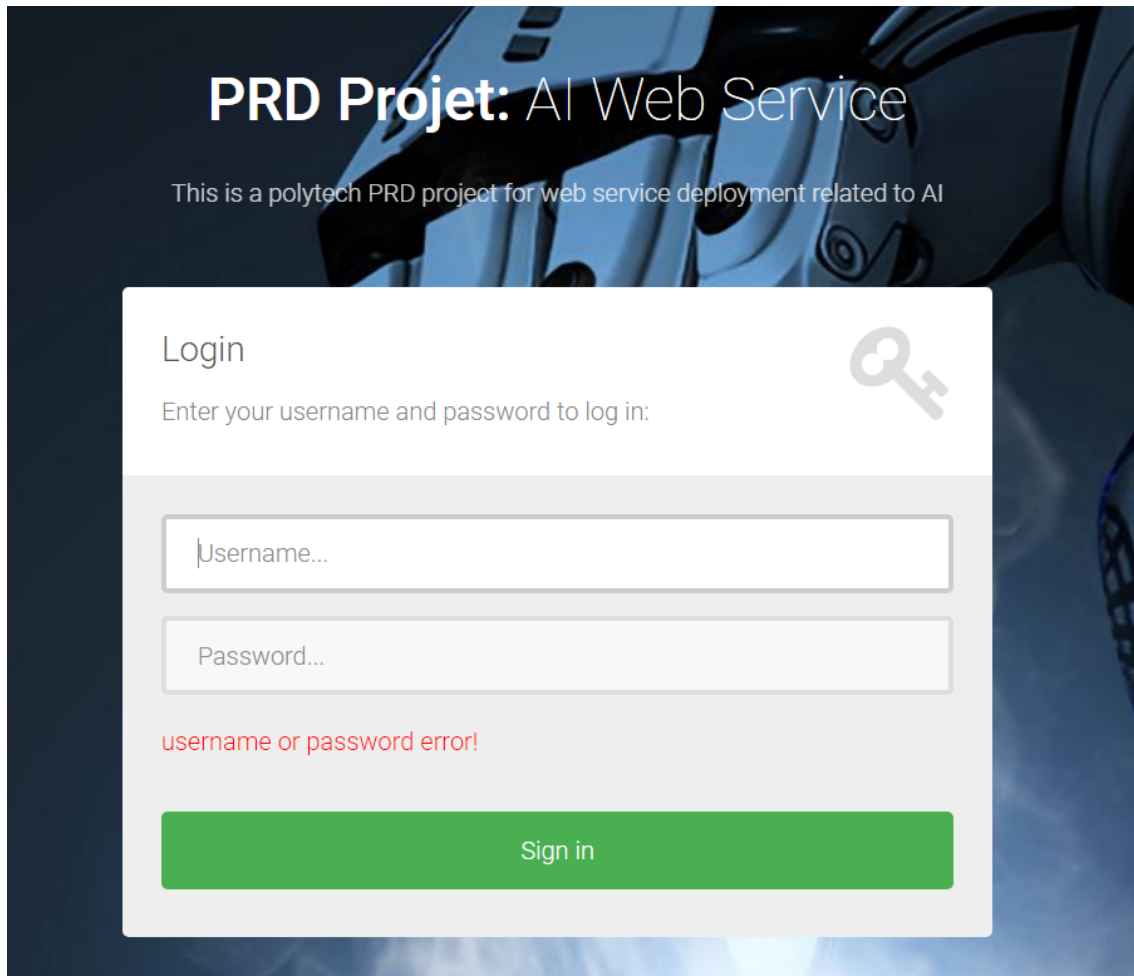 PRD Projet: AI Web Service
This is a polytech PRD project for web service deployment related to AI
Login
Enter your username and password to log in:
Username...
Password...
username or password error!
Sign in